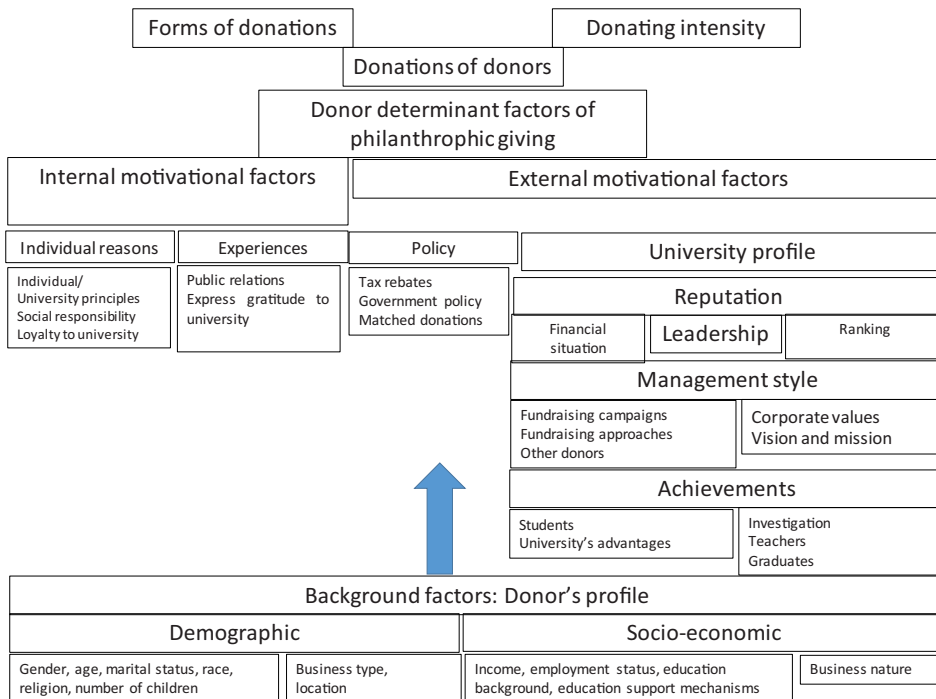 Forms of donations
Donating intensity
Donations of donors
Donor determinant factors of
philanthrophic giving
Internal motivational factors
External motivational factors
Individual reasons
Experiences
Policy
University profile
Individual/
University principles
Social responsibility
Loyalty to university
Public relations
Express gratitude to
university
Tax rebates
Government policy
Matched donations
Reputation
Financial
situation
Leadership
Ranking
Management style
Fundraising campaigns
Fundraising approaches
Other donors
Corporate values
Vision and mission
Achievements
Students
University's advantages
Investigation
Teachers
Graduates
Background factors: Donor's profile
Demographic
Socio-economic
Gender, age, marital status, race,
religion, number of children
Business type,
location
Income, employment status, education
background, education support mechanisms
Business nature